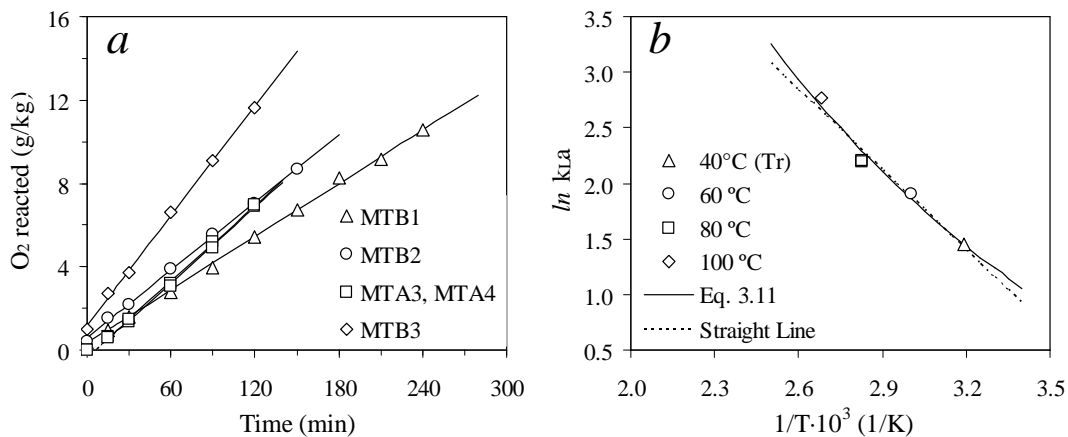 a
O2 reacted (g/kg)
16
12
8
4
0
0 60 120 180 240 300
Time (min)
MTB1
MTB2
MTA3, MTA4
MTB3
b
ln kLa
3.5
3.0
2.5
2.0
1.5
1.0
0.5
2.0 2.3 2.6 2.9 3.2 3.5
1/T·10³ (1/K)
40°C (Tr)
60 ºC
80 ºC
100 ºC
Eq. 3.11
Straight Line